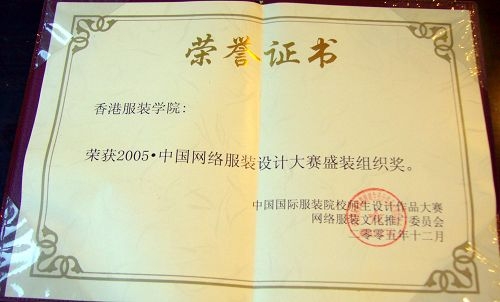 荣誉证书
香港服装学院:
荣获2005•中国网络服装设计大赛盛装组织奖。
中国国际服装院校师生设计作品大赛
网络服装文化推广委员会
二零零五年十二月